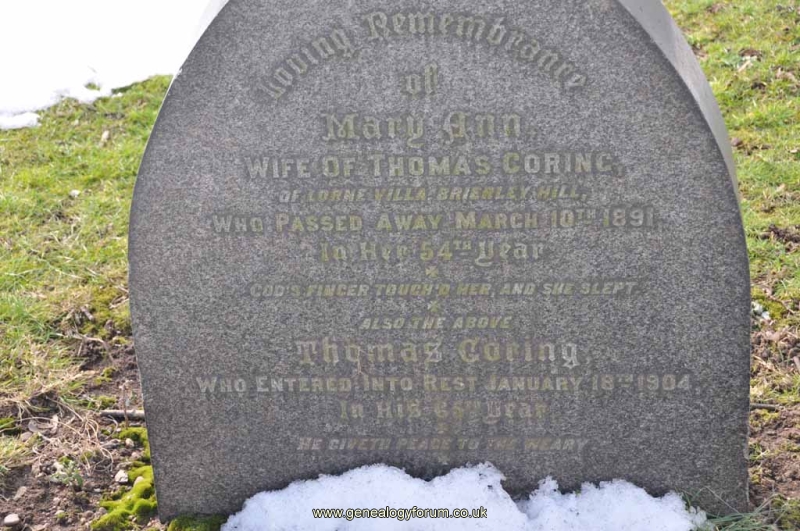 Loving Remembrance
of
Mary Ann
WIFE OF THOMAS CORING,
OF LORNE VILLA, BRIERLEY HILL,
WHO PASSED AWAY MARCH 10TH 1891,
In Her 54TH Year
GOD'S FINGER TOUCH'D HER, AND SHE SLEPT
ALSO THE ABOVE
Thomas Goring,
WHO ENTERED INTO REST JANUARY 18TH 1904,
In His 65TH Year
HE GIVETH PEACE TO THE WEARY
www.genealogyforum.co.uk